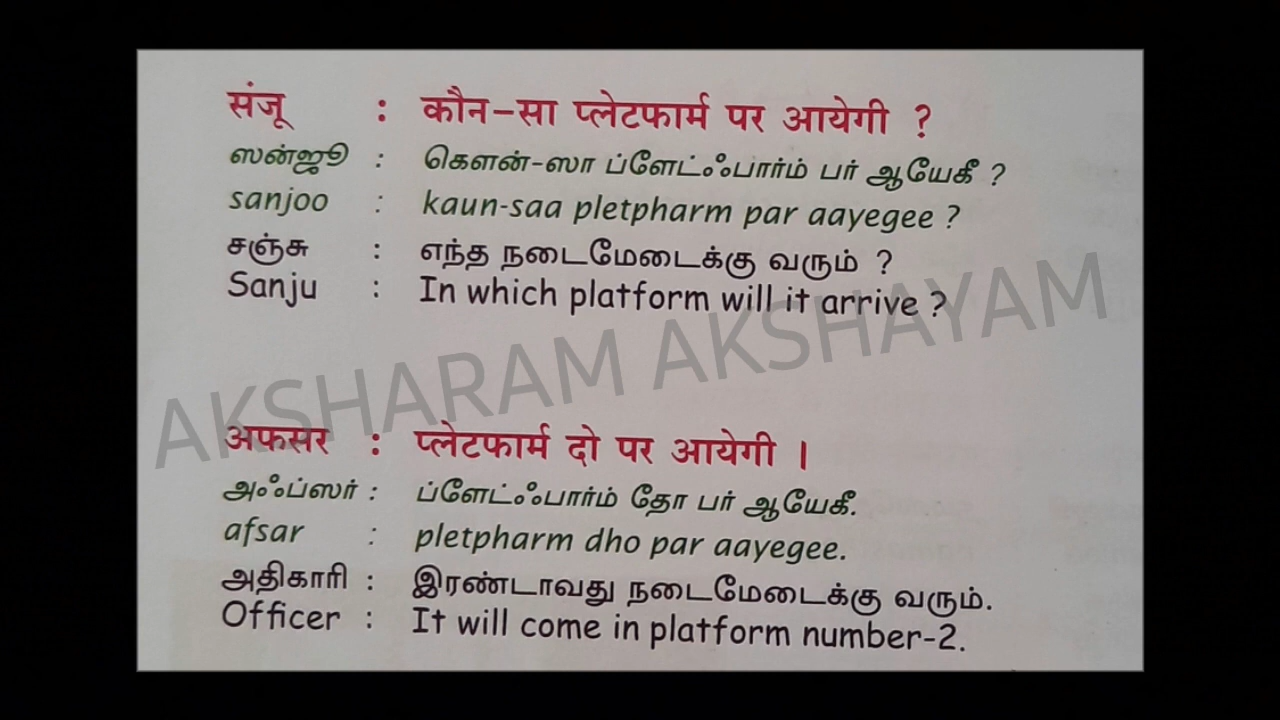 संजू : कौन-सा प्लेटफार्म पर आयेगी ?
ஸன்ஜூ : கௌன்-ஸா ப்ளேட்ஃபார்ம் பர் ஆயேகீ ?
sanjoo : kaun-saa pletpharm par aayegee ?
சஞ்சு : எந்த நடைமேடைக்கு வரும் ?
Sanju : In which platform will it arrive ?
AKSHARAM AKSHAYAM
अफसर : प्लेटफार्म दो पर आयेगी ।
அஃப்ஸர் : ப்ளேட்ஃபார்ம் தோ பர் ஆயேகீ.
afsar : pletpharm dho par aayegee.
அதிகாரி : இரண்டாவது நடைமேடைக்கு வரும்.
Officer : It will come in platform number-2.